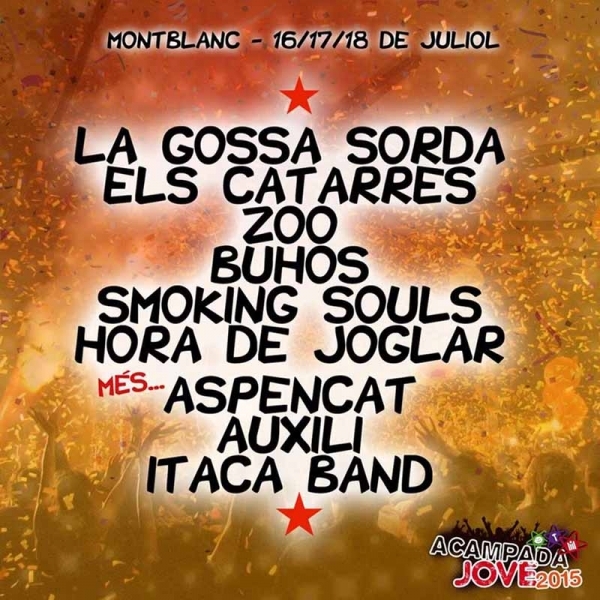 MONTBLANC - 16/17/18 DE JULIOL
LA GOSSA SORDA
ELS CATARRES
ZOO
BUHOS
SMOKING SOULS
HORA DE JOGLAR
MÉS...
ASPENCAT
AUXILI
ITACA BAND
ACAMPADA
JOVE
2015